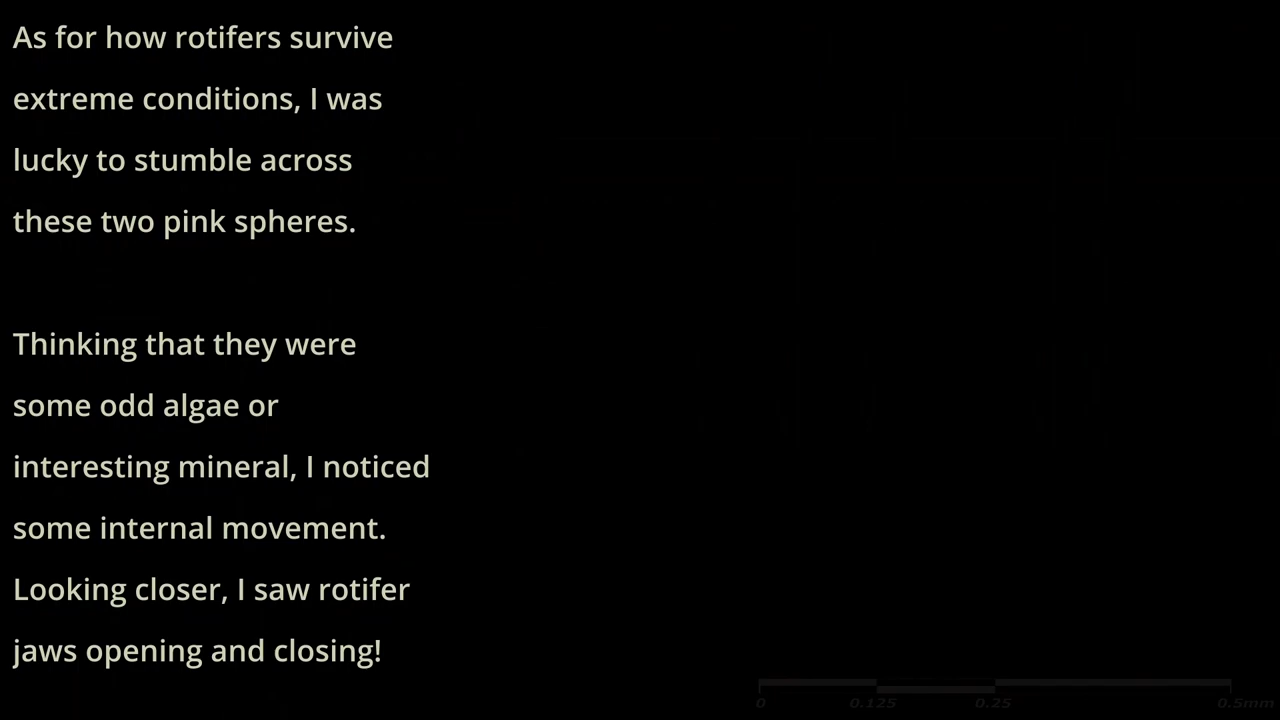 As for how rotifers survive
extreme conditions, I was
lucky to stumble across
these two pink spheres.
Thinking that they were
some odd algae or
interesting mineral, I noticed
some internal movement.
Looking closer, I saw rotifer
jaws opening and closing!
0 0.125 0.25 0.5mm